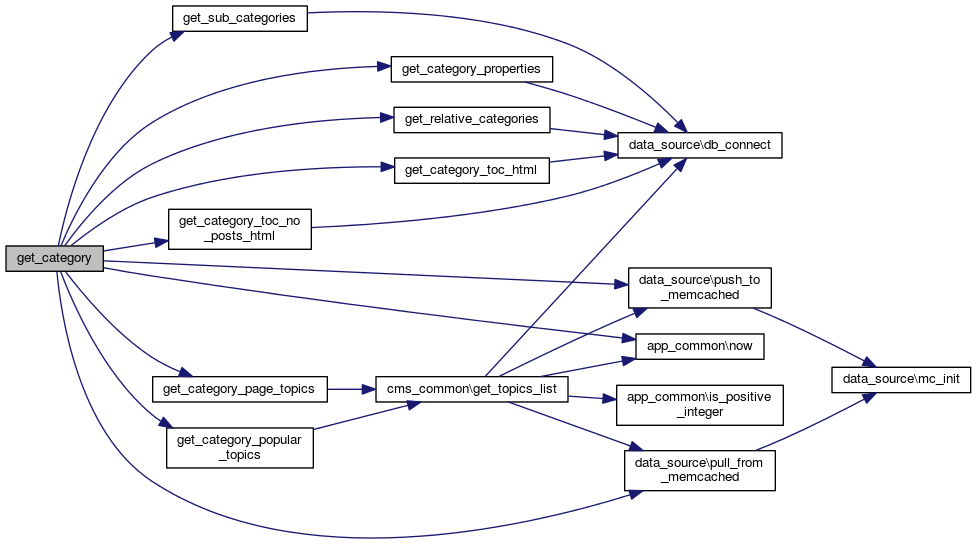 get_sub_categories
get_category_properties
get_relative_categories
data_source\db_connect
get_category_toc_html
get_category_toc_no
_posts_html
get_category
data_source\push_to
_memcached
app_common\now
data_source\mc_init
get_category_page_topics
cms_common\get_topics_list
app_common\is_positive
_integer
get_category_popular
_topics
data_source\pull_from
_memcached